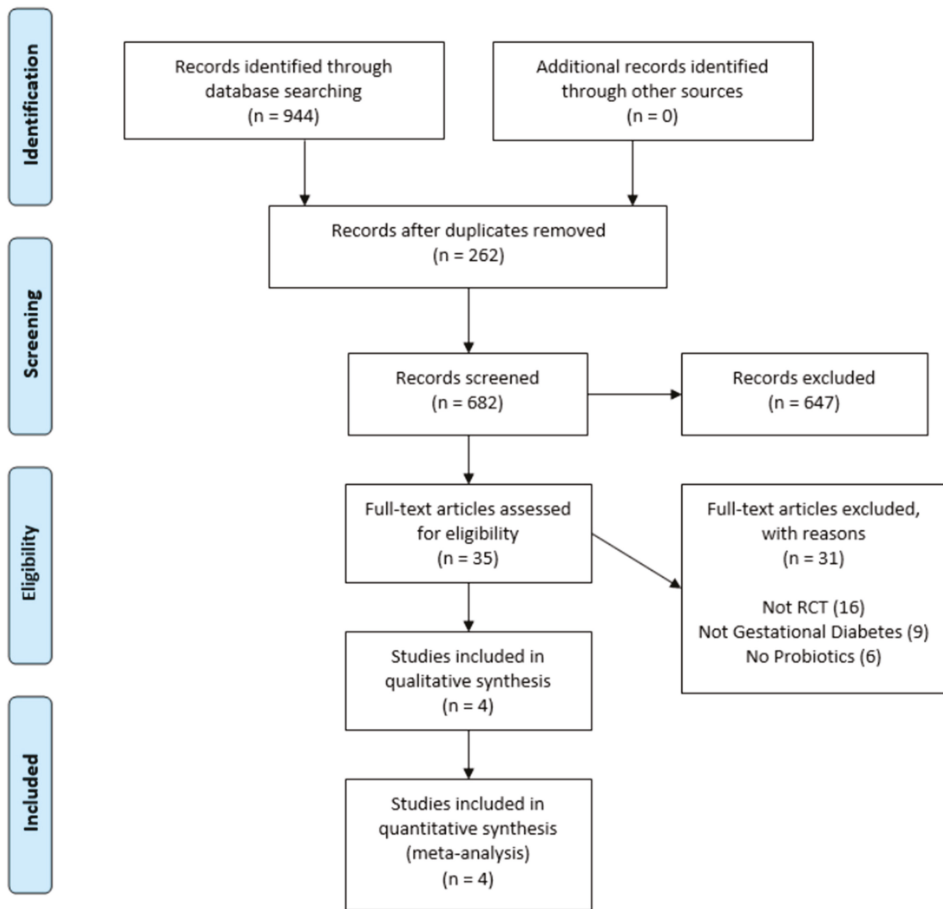 Identification
Records identified through
database searching
(n = 944)
Additional records identified
through other sources
(n = 0)
Records after duplicates removed
(n = 262)
Screening
Records screened
(n = 682)
Records excluded
(n = 647)
Eligibility
Full-text articles assessed
for eligibility
(n = 35)
Full-text articles excluded,
with reasons
(n = 31)
Not RCT (16)
Not Gestational Diabetes (9)
No Probiotics (6)
Studies included in
qualitative synthesis
(n = 4)
Included
Studies included in
quantitative synthesis
(meta-analysis)
(n = 4)